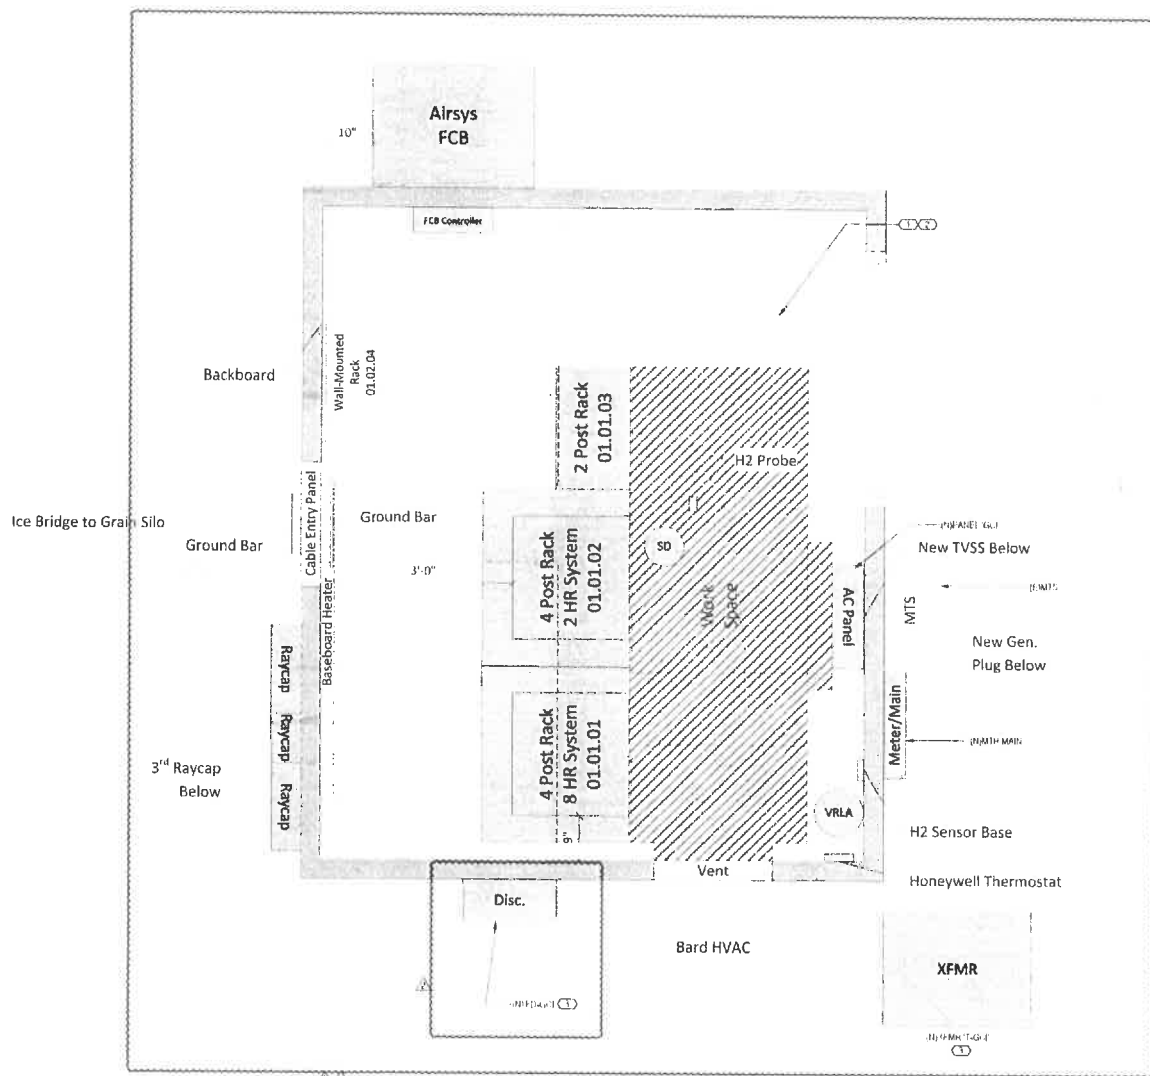 Airsys
FCB
10"
FCB Controller
1 2
Backboard
Wall-Mounted
Rack
01.02.04
2 Post Rack
01.01.03
H2 Probe
Ice Bridge to Grain Silo
Cable Entry Panel
Ground Bar
Ground Bar
3'-0"
4 Post Rack
2 HR System
01.01.02
SD
Work
Space
AC Panel
New TVSS Below
MTS
(E)MTS
New Gen.
Plug Below
Baseboard Heater
Raycap
Raycap
Raycap
3rd Raycap
Below
4 Post Rack
8 HR System
01.01.01
9"
Meter/Main
VRLA
H2 Sensor Base
Honeywell Thermostat
Vent
Disc.
Bard HVAC
XFMR